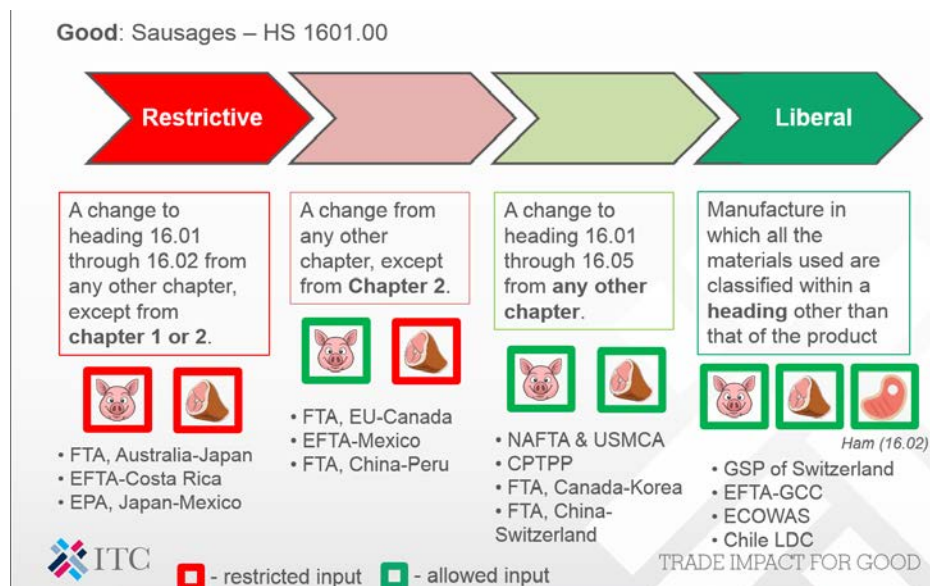 Good: Sausages – HS 1601.00
Restrictive
Liberal
A change to
heading 16.01
through 16.02 from
any other chapter,
except from
chapter 1 or 2.
• FTA, Australia-Japan
• EFTA-Costa Rica
• EPA, Japan-Mexico
A change from
any other
chapter, except
from Chapter 2.
• FTA, EU-Canada
• EFTA-Mexico
• FTA, China-Peru
A change to
heading 16.01
through 16.05
from any other
chapter.
• NAFTA & USMCA
• CPTPP
• FTA, Canada-Korea
• FTA, China-
Switzerland
Manufacture in
which all the
materials used are
classified within a
heading other than
that of the product
Ham (16.02)
• GSP of Switzerland
• EFTA-GCC
• ECOWAS
• Chile LDC
ITC
- restricted input
- allowed input
TRADE IMPACT FOR GOOD